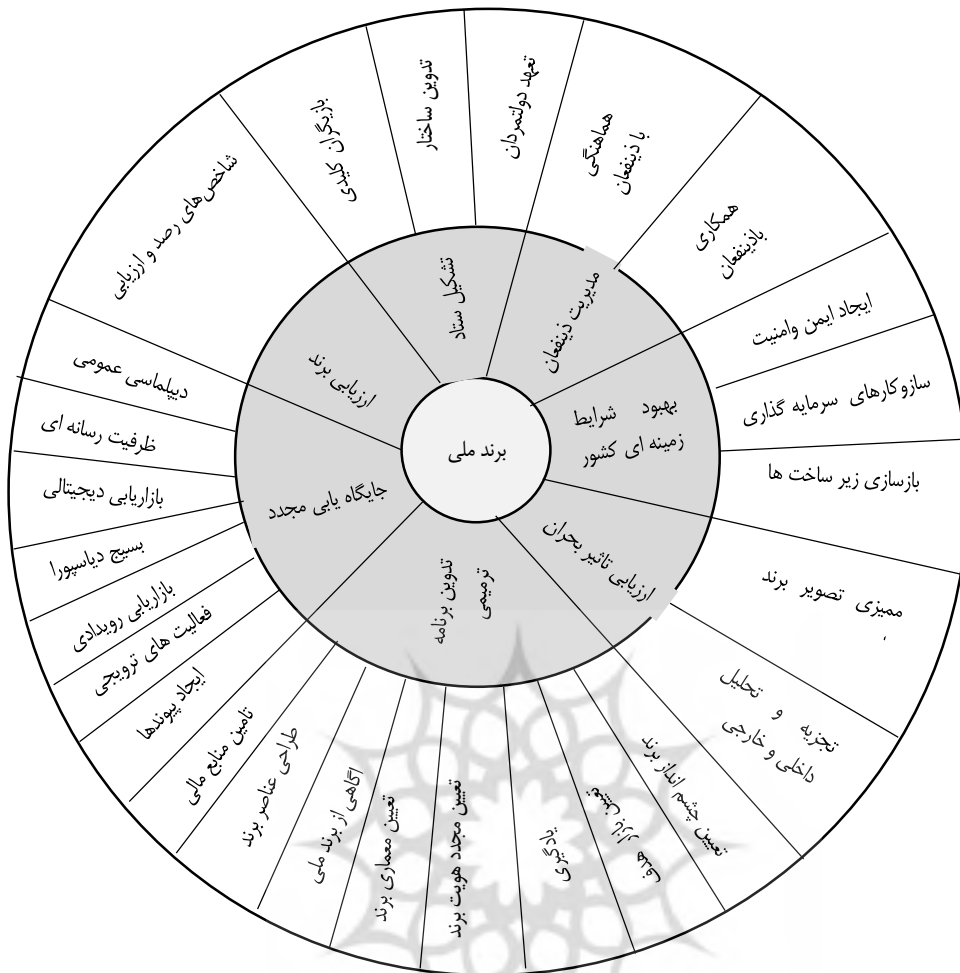 برند ملی
تشکیل ستاد
مدیریت ذینفعان
بهبود شرایط
زمینه ای کشور
ارزیابی تاثیر بحران
تدوین برنامه
ترمیمی
جایگاه یابی مجدد
ارزیابی برند
تدوین ساختار
تعهد دولتمردان
هماهنگی
با ذینفعان
همکاری
باذینفعان
ایجاد ایمن وامنیت
سازوکارهای سرمایه گذاری
بازسازی زیر ساخت ها
ممیزی تصویر برند
تجزیه و تحلیل
داخلی و خارجی
تعیین چشم انداز برند
تعیین بازار هدف
یادگیری
تعیین مجدد هویت برند
تعیین معماری برند
آگاهی از برند ملی
طراحی عناصر برند
تامین منابع مالی
ایجاد پیوندها
فعالیت های ترویجی
بازاریابی رویدادی
بسیج دیاسپورا
بازاریابی دیجیتالی
ظرفیت رسانه ای
دیپلماسی عمومی
شاخص های رصد و ارزیابی
بازیگران کلیدی